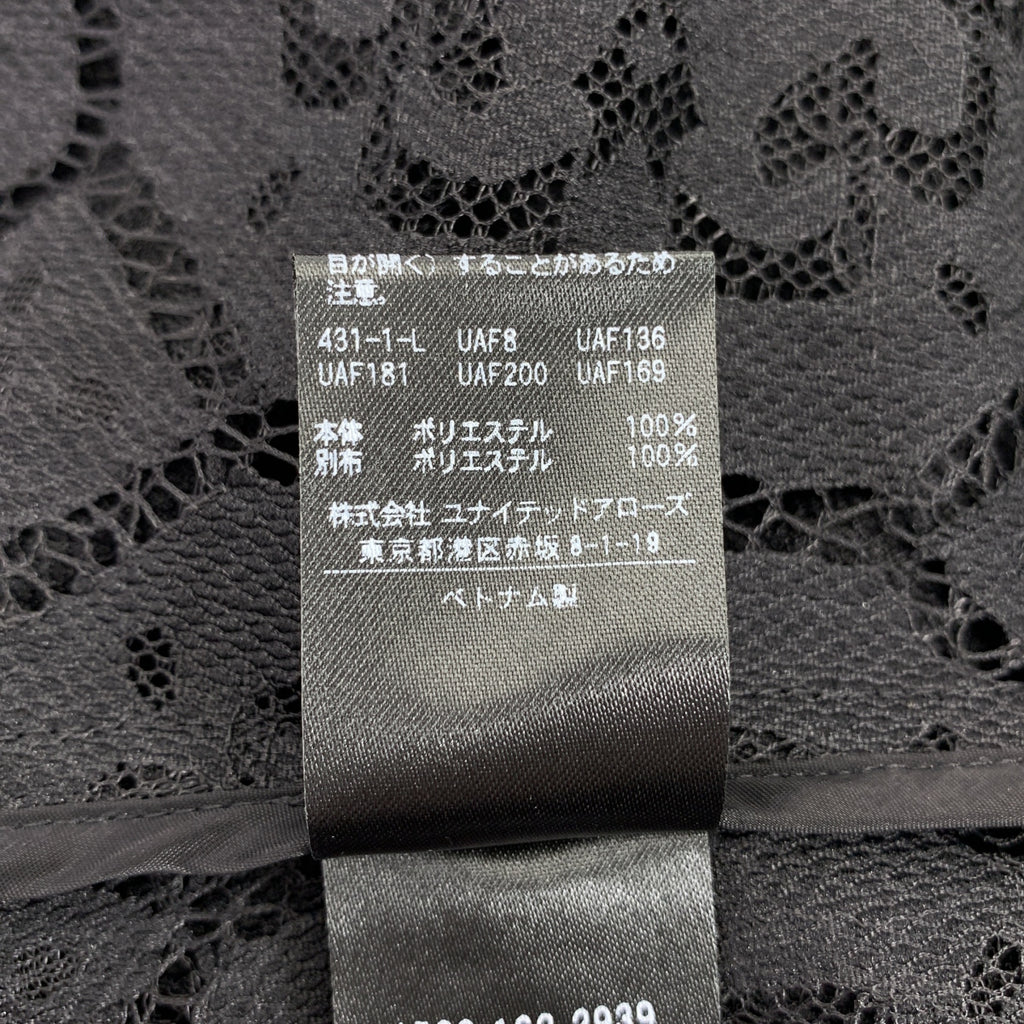 目が開く）することがあるため
注意。
431-1-L UAF8 UAF136
UAF181 UAF200 UAF169
本体 ポリエステル 100%
別布 ポリエステル 100%
株式会社 ユナイテッドアローズ
東京都港区赤坂 8-1-19
ベトナム製
2939